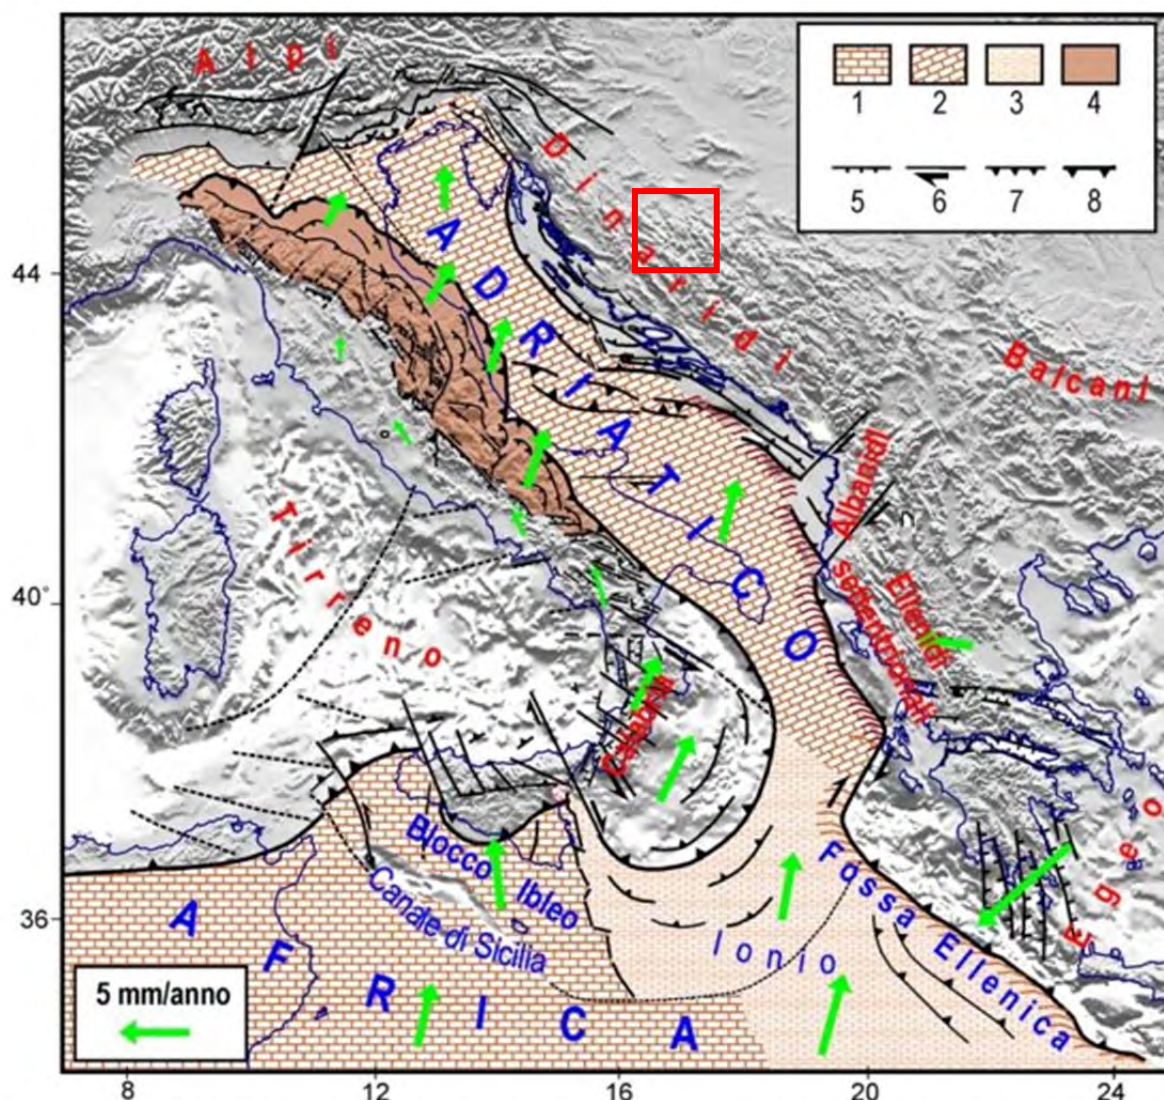 Alpi
1 2 3 4
5 6 7 8
Dinaridi
44
ADRIATICO
Balcani
Albanidi
settentrionali
Ellenidi
Tirreno
40°
Calabria
Egeo
Blocco
Ibleo
Canale di Sicilia
Fossa Ellenica
36
Ionio
AFRICA
5 mm/anno
8 12 16 20 24